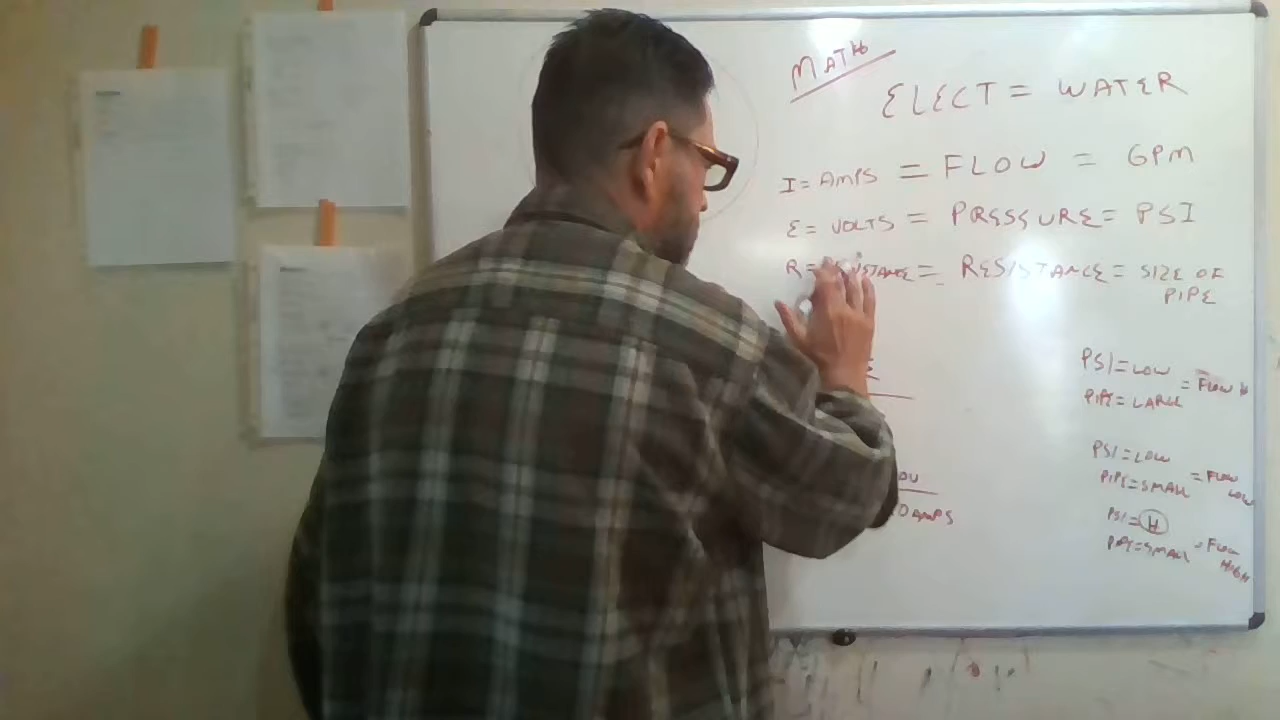 MATH
ELECT = WATER
I = AMPS = FLOW = GPM
E = VOLTS = PRESSURE = PSI
R = RESISTANCE = RESISTANCE = SIZE OF
PIPE
PSI = LOW
PIPE = LARGE = FLOW
PSI = LOW
PIPE = SMALL = FLOW
LOW
PSI = H
PIPE = SMALL = FLOW
HIGH
AMPS